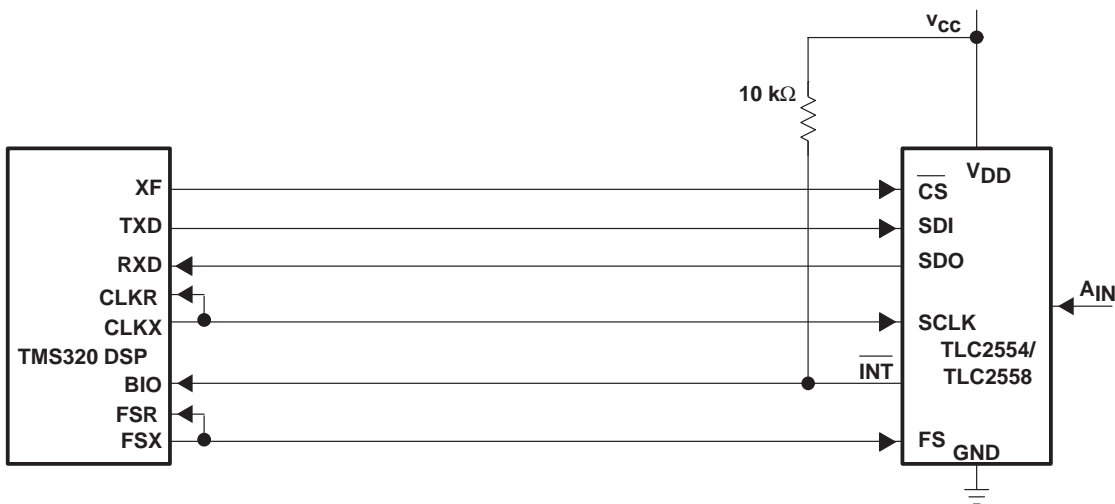 vCC
10 kΩ
VDD
XF
CS
TXD
SDI
RXD
SDO
CLKR
AIN
CLKX
SCLK
TMS320 DSP
TLC2554/
TLC2558
BIO
INT
FSR
FSX
FS
GND